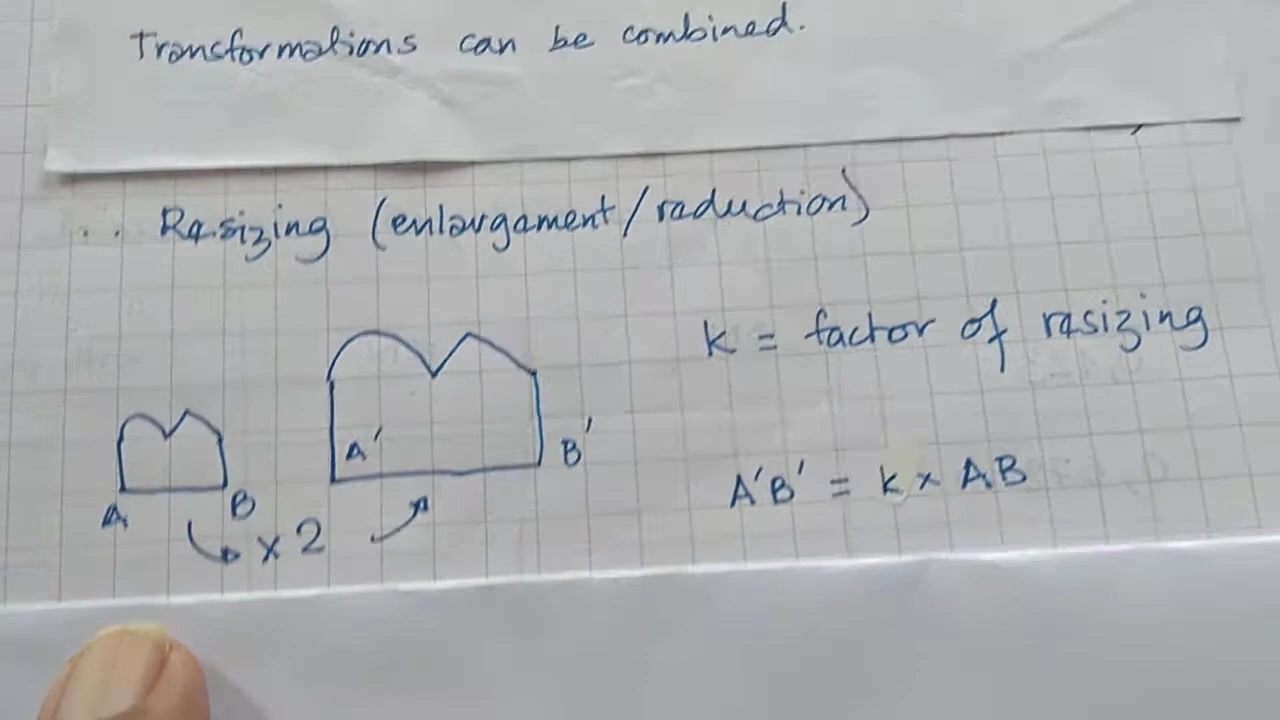 Transformations can be combined.
Resizing (enlargement/reduction)
k = factor of resizing
A' B'
A B
A'B' = k × AB
× 2